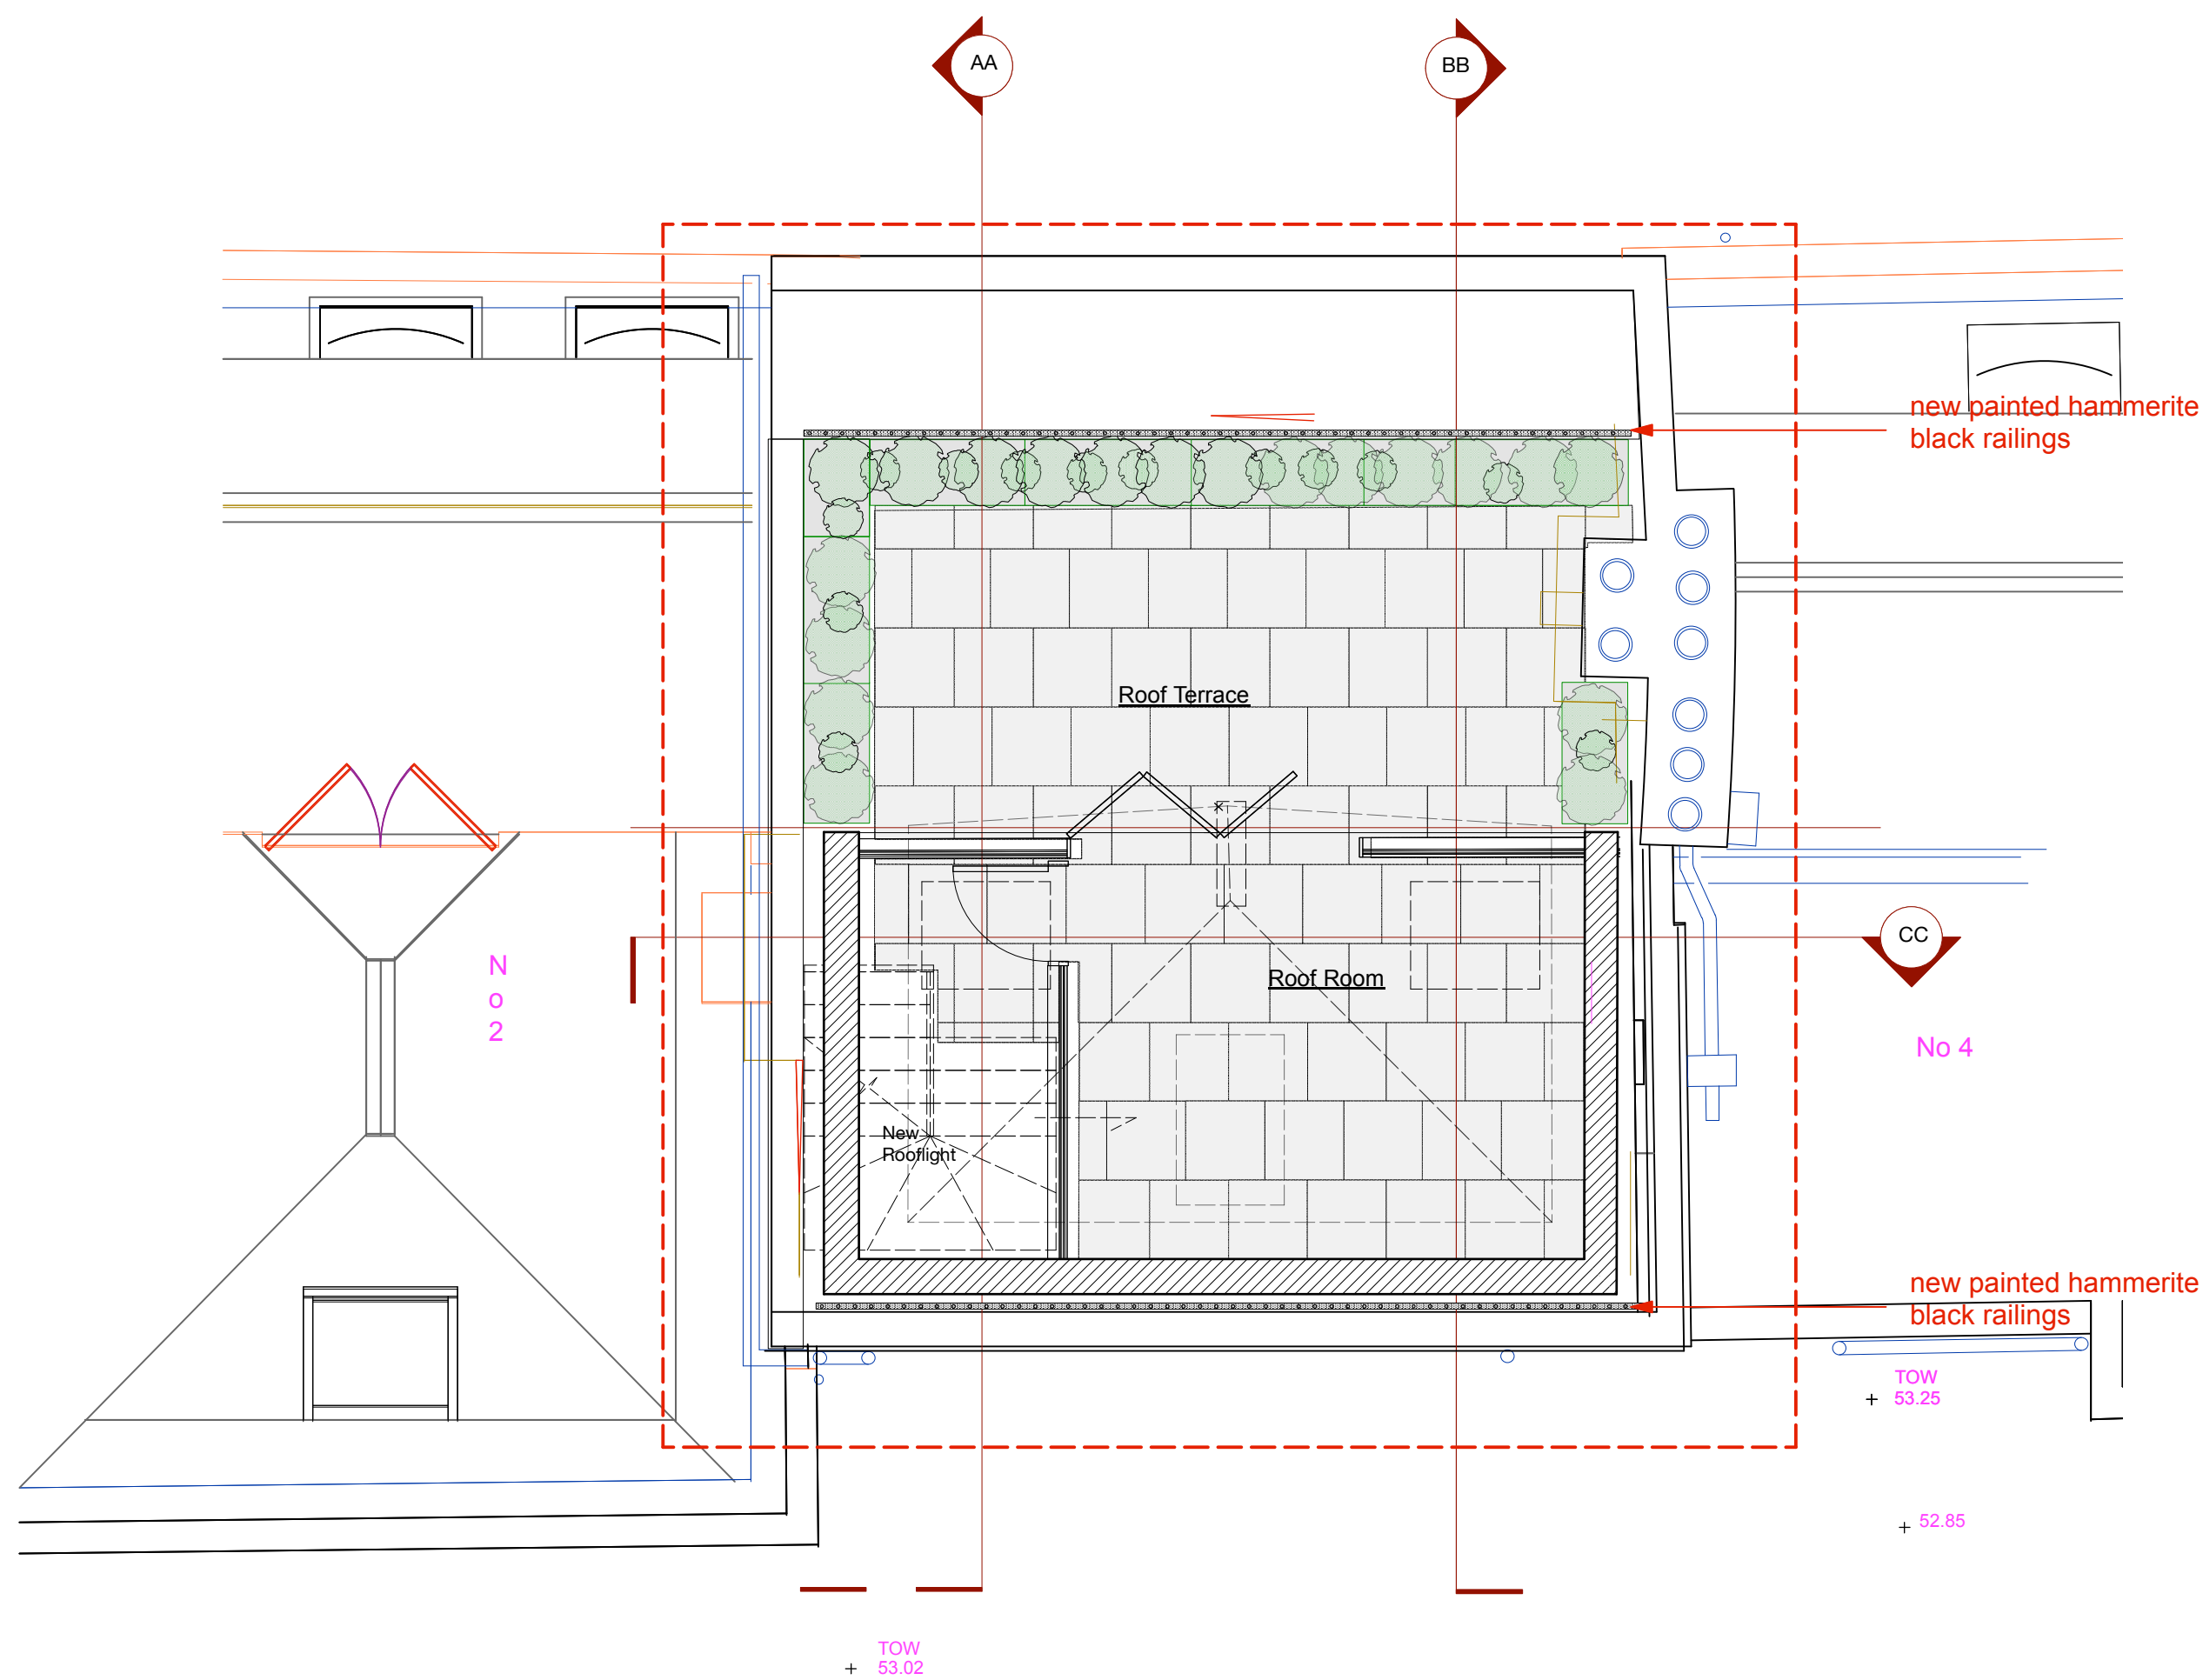 AA
BB
new painted hammerite
black railings
Roof Terrace
N
o
2
CC
Roof Room
No 4
New
Rooflight
new painted hammerite
black railings
TOW
53.25
52.85
TOW
53.02